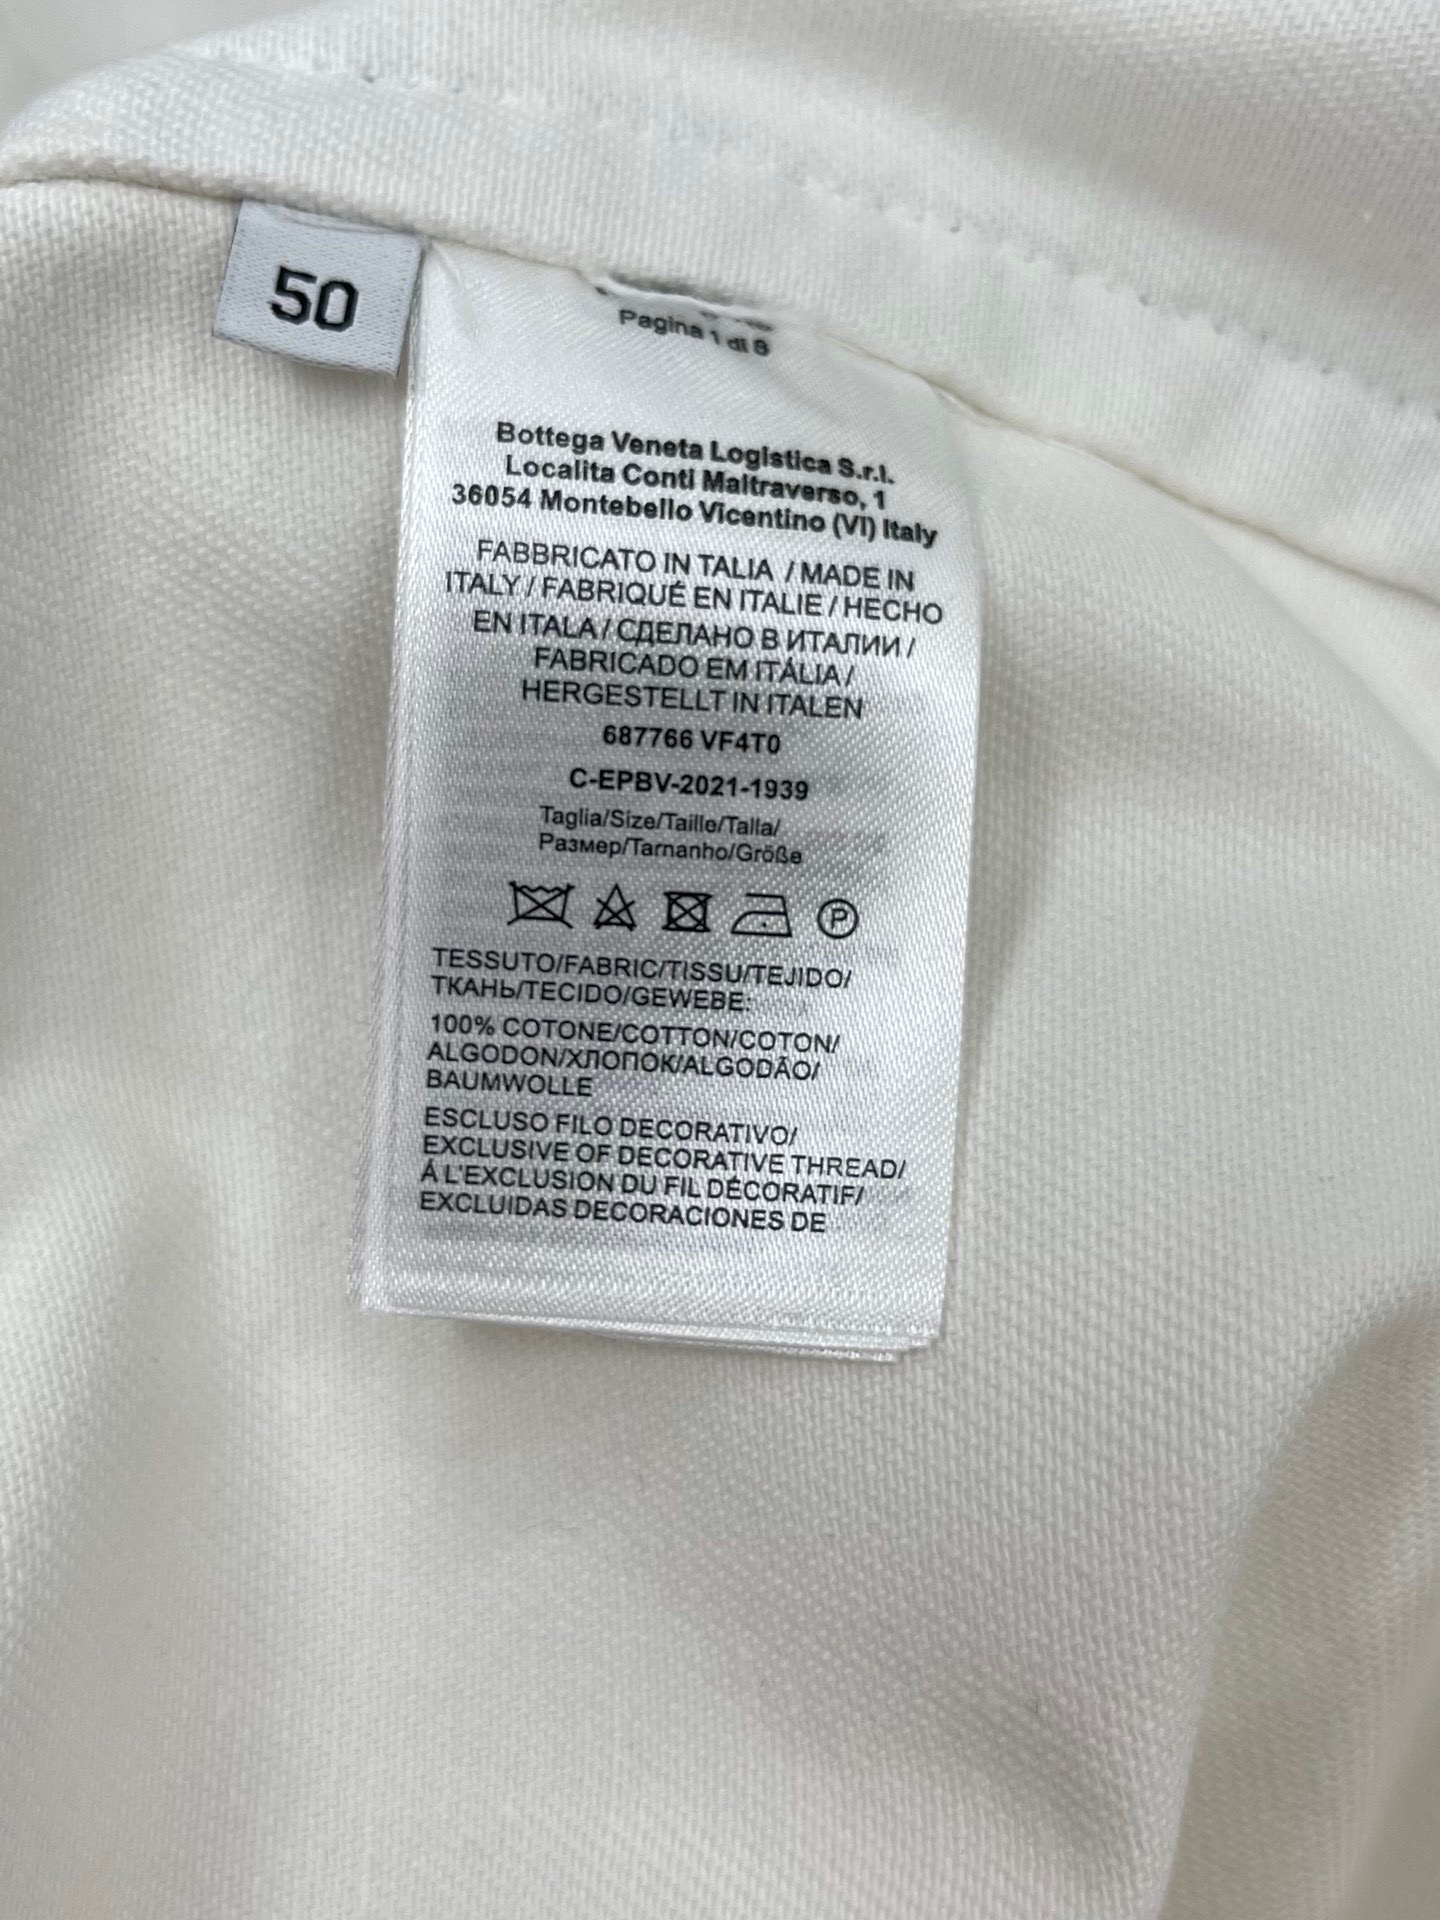 50
Pagina 1 di 8
Bottega Veneta Logistica S.r.l.
Localita Conti Maltraverso, 1
36054 Montebello Vicentino (VI) Italy
FABBRICATO IN TALIA / MADE IN
ITALY / FABRIQUÉ EN ITALIE / HECHO
EN ITALA / СДЕЛАНО В ИТАЛИИ /
FABRICADO EM ITÁLIA /
HERGESTELLT IN ITALEN
687766 VF4T0
C-EPBV-2021-1939
Taglia/Size/Taille/Talla/
Размер/Tarnanho/Größe
P
TESSUTO/FABRIC/TISSU/TEJIDO/
ТКАНЬ/TECIDO/GEWEBE:
100% COTONE/COTTON/COTON/
ALGODON/ХЛОПОК/ALGODÃO/
BAUMWOLLE
ESCLUSO FILO DECORATIVO/
EXCLUSIVE OF DECORATIVE THREAD/
Á L'EXCLUSION DU FIL DÉCORATIF/
EXCLUIDAS DECORACIONES DE